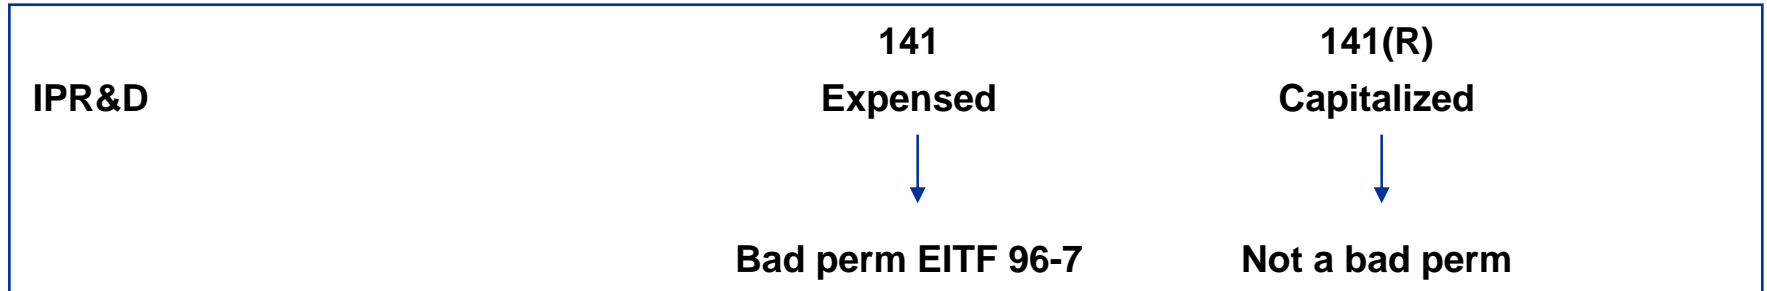 141 141(R)
IPR&D Expensed Capitalized
Bad perm EITF 96-7 Not a bad perm